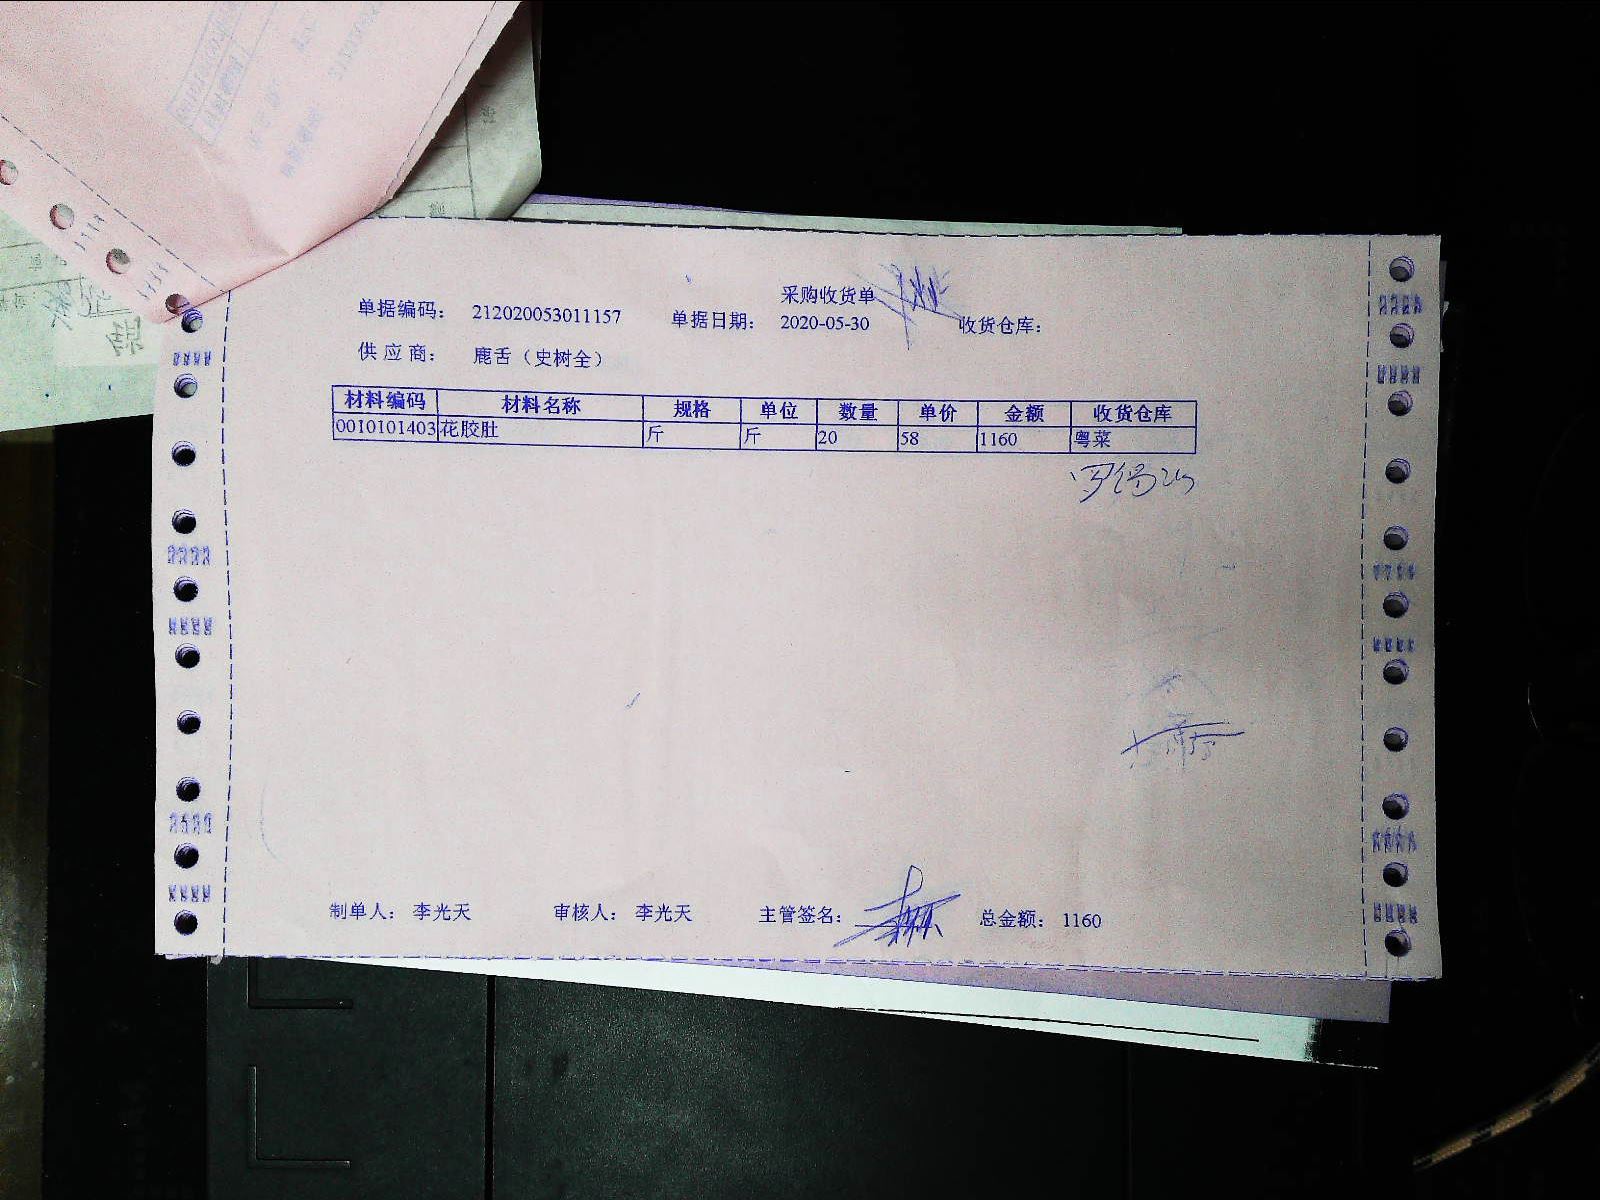 采购收货单
单据编码： 212020053011157 单据日期： 2020-05-30 收货仓库：
供 应 商： 鹿舌（史树全）
材料编码 材料名称 规格 单位 数量 单价 金额 收货仓库
0010101403 花胶肚 斤 斤 20 58 1160 粤菜
制单人： 李光天 审核人： 李光天 主管签名： 总金额： 1160